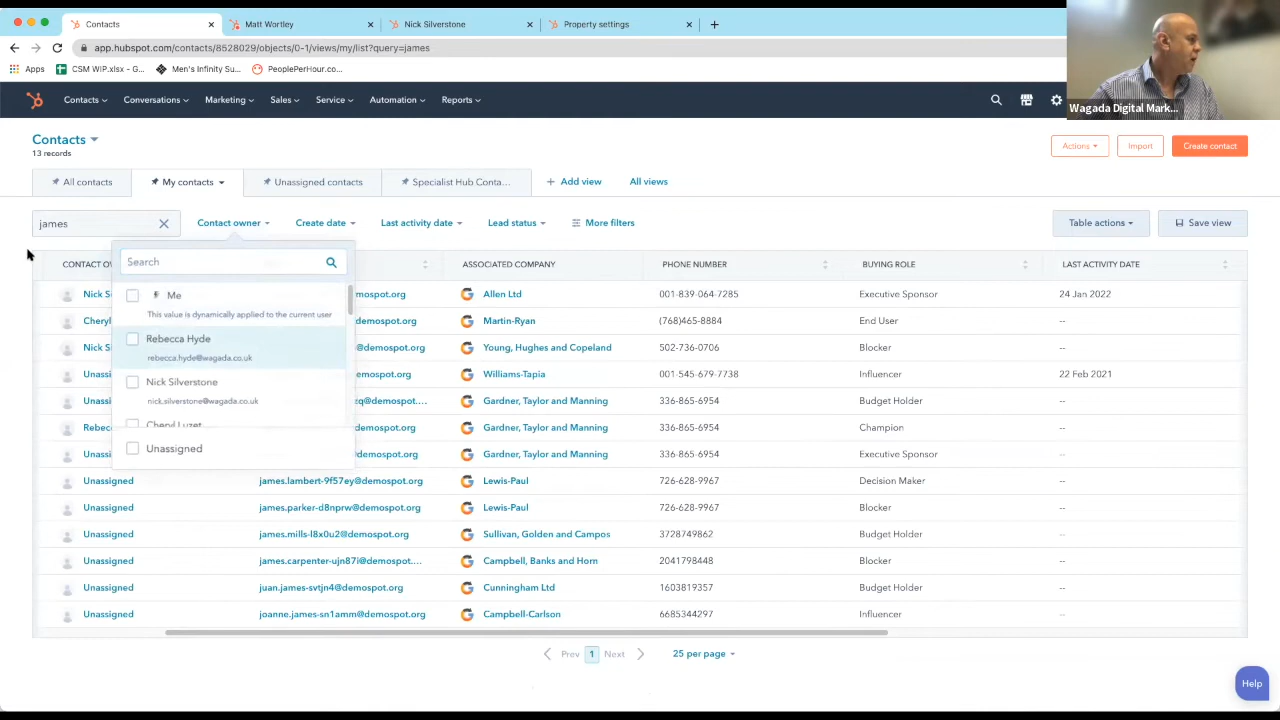 Contacts
Matt Wortley
Nick Silverstone
Property settings
app.hubspot.com/contacts/8528029/objects/0-1/views/my/list?query=james
Apps
CSM WIP.xlsx - G...
Men's Infinity Su...
PeoplePerHour.co...
Wagada Digital Mark...
Contacts
Conversations
Marketing
Sales
Service
Automation
Reports
Contacts
13 records
Actions
Import
Create contact
All contacts
My contacts
Unassigned contacts
Specialist Hub Conta...
Add view
All views
james
Contact owner
Create date
Last activity date
Lead status
More filters
Table actions
Save view
CONTACT OV
ASSOCIATED COMPANY
PHONE NUMBER
BUYING ROLE
LAST ACTIVITY DATE
Search
Me
This value is dynamically applied to the current user
Rebecca Hyde
rebecca.hyde@wagada.co.uk
Nick Silverstone
nick.silverstone@wagada.co.uk
Cheryl Luzet
Unassigned
Nick S demospot.org Allen Ltd 001-839-064-7285 Executive Sponsor 24 Jan 2022
Chery @demospot.org Martin-Ryan (768)465-8884 End User --
Nick S @demospot.org Young, Hughes and Copeland 502-736-0706 Blocker --
Unass @demospot.org Williams-Tapia 001-545-679-7738 Influencer 22 Feb 2021
Unassi zq@demospot.... Gardner, Taylor and Manning 336-865-6954 Budget Holder --
Rebec @demospot.org Gardner, Taylor and Manning 336-865-6954 Champion --
Unassi @demospot.org Gardner, Taylor and Manning 336-865-6954 Executive Sponsor --
Unassigned james.lambert-9f57ey@demospot.org Lewis-Paul 726-628-9967 Decision Maker --
Unassigned james.parker-d8nprw@demospot.org Lewis-Paul 726-628-9967 Blocker --
Unassigned james.mills-l8x0u2@demospot.org Sullivan, Golden and Campos 3728749862 Budget Holder --
Unassigned james.carpenter-ujn87i@demospot.... Campbell, Banks and Horn 2041798448 Blocker --
Unassigned juan.james-svtjn4@demospot.org Cunningham Ltd 1603819357 Budget Holder --
Unassigned joanne.james-sn1amm@demospot.org Campbell-Carlson 6685344297 Influencer --
Prev
1
Next
25 per page
Help